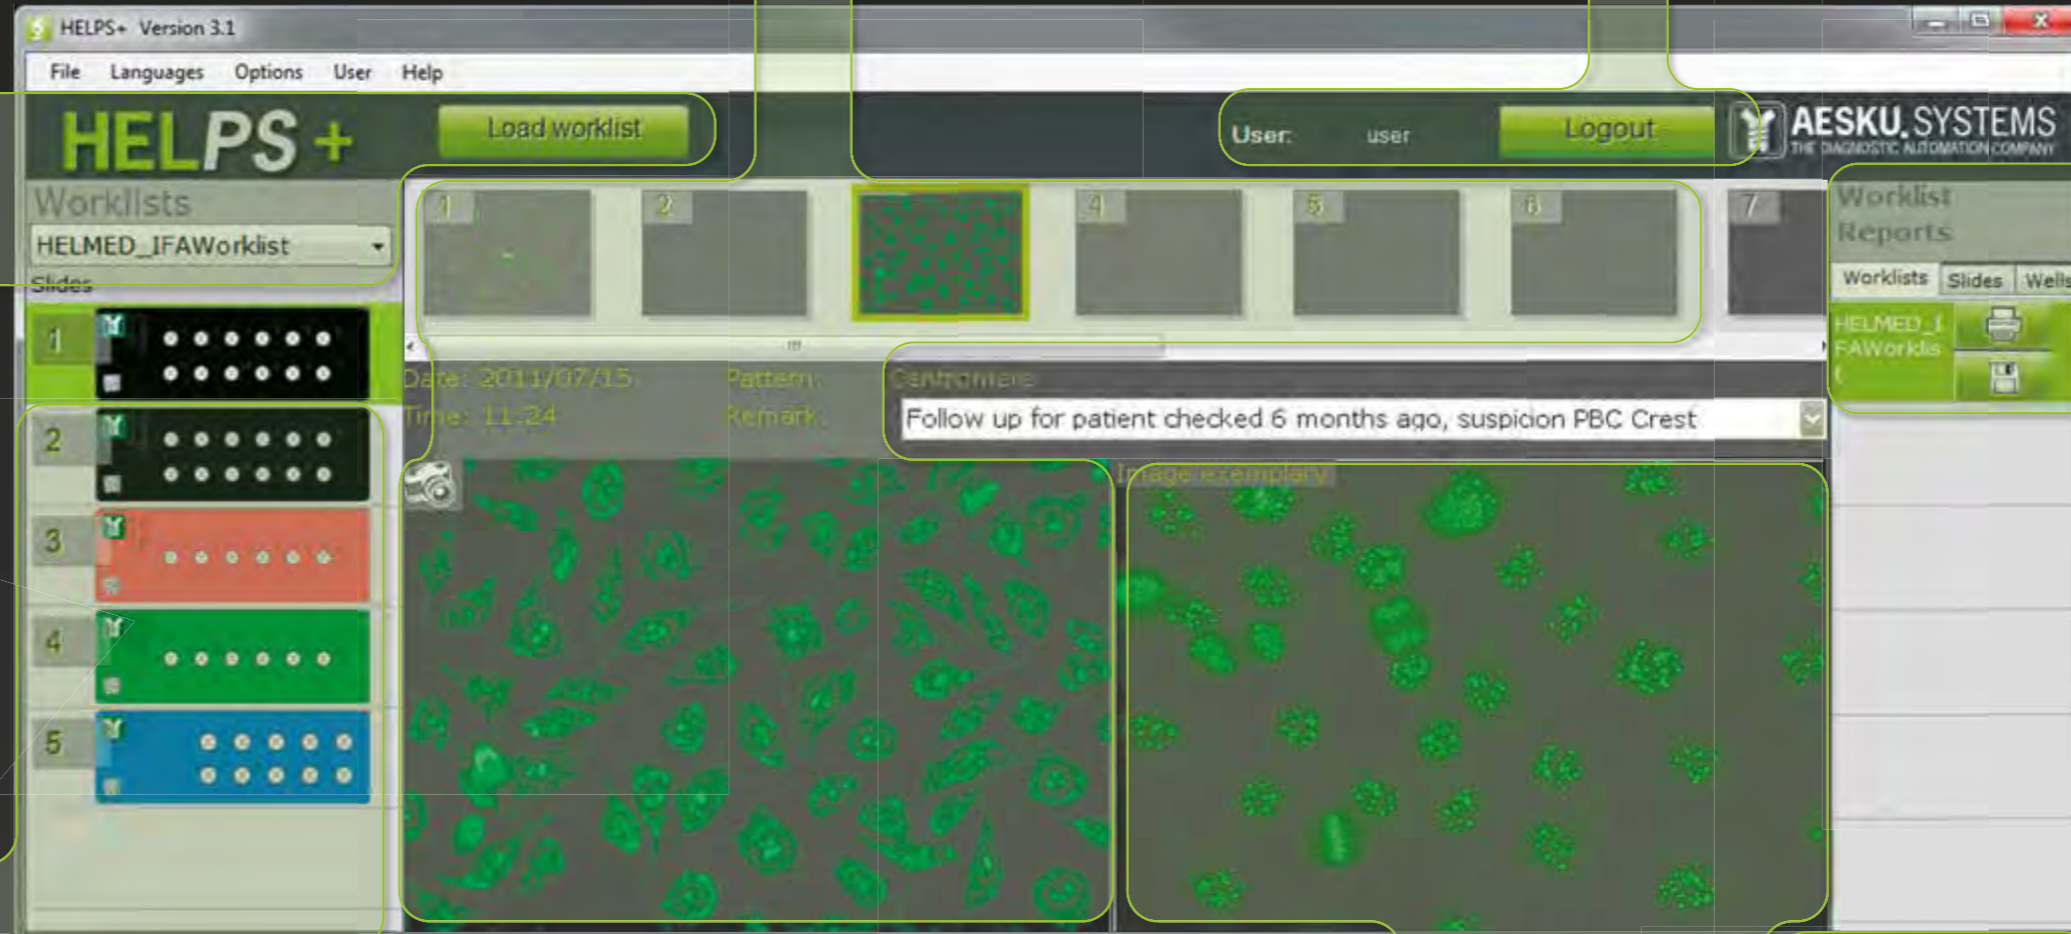 HELPS+ Version 3.1
File Languages Options User Help
HELPS +
Load worklist
User: user
Logout
AESKU.SYSTEMS
THE DIAGNOSTIC AUTOMATION COMPANY
Worklists
HELMED_IFAWorklist
Slides
1
2
3
4
5
1 2 4 5 6 7
Date: 2011/07/15 Pattern: Centromere
Time: 11:24 Remark:
Follow up for patient checked 6 months ago, suspicion PBC Crest
Image exemplary
Worklist
Reports
Worklists Slides Wells
HELMED_I
FAWorklis
t